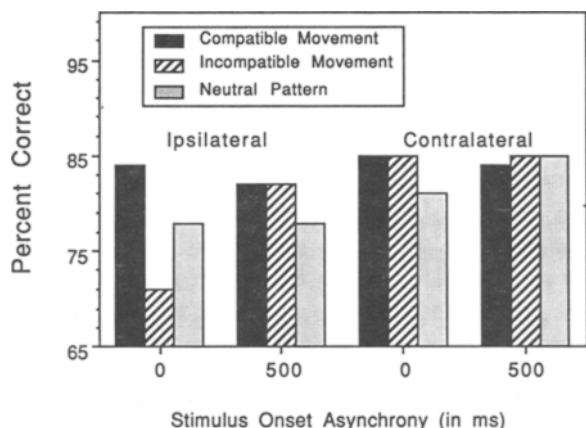 Compatible Movement
Incompatible Movement
Neutral Pattern
Ipsilateral
Contralateral
Percent Correct
95
85
75
65
0
500
0
500
Stimulus Onset Asynchrony (in ms)